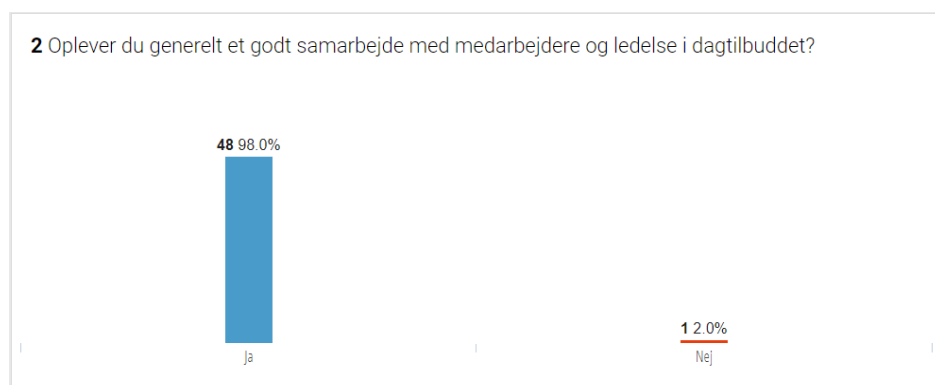 2 Oplever du generelt et godt samarbejde med medarbejdere og ledelse i dagtilbuddet?
48 98.0%
1 2.0%
Ja
Nej